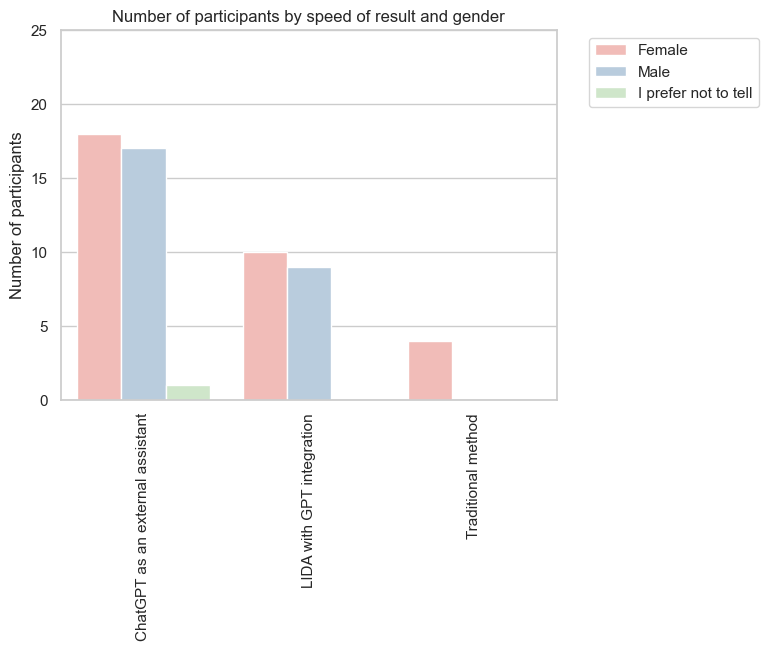 Number of participants by speed of result and gender
Number of participants
25
20
15
10
5
0
ChatGPT as an external assistant
LIDA with GPT integration
Traditional method
Female
Male
I prefer not to tell